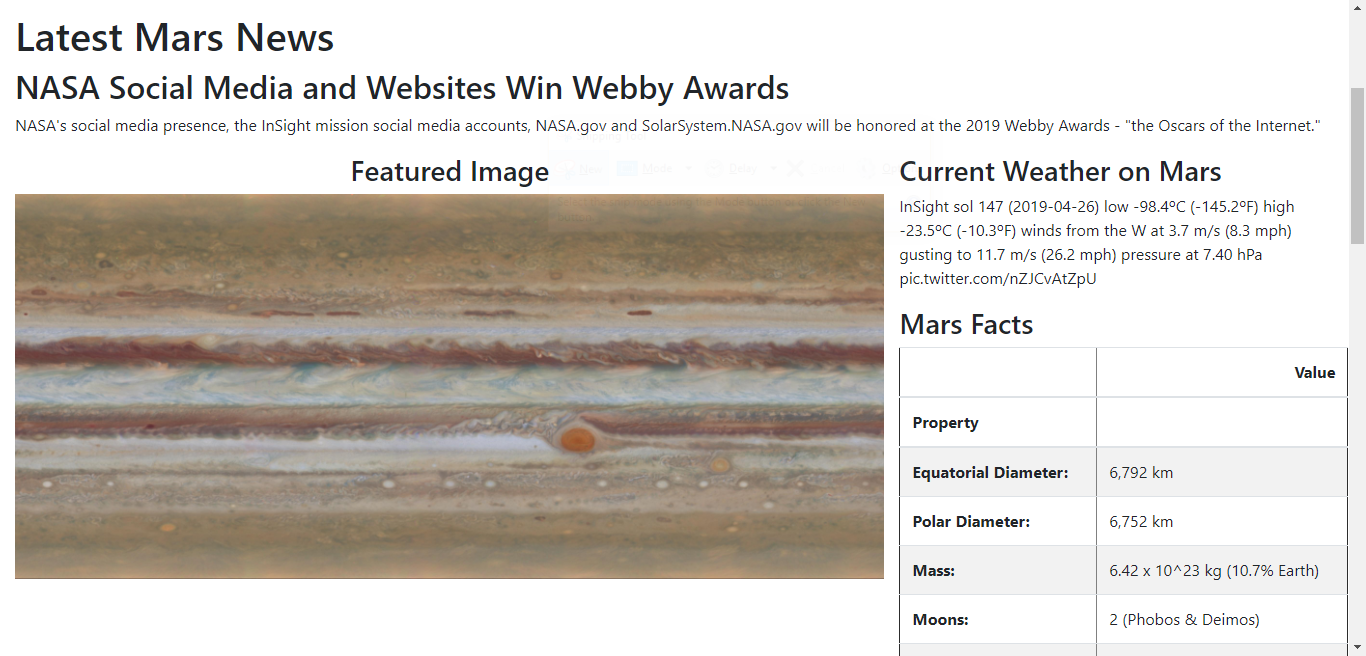 Latest Mars News
NASA Social Media and Websites Win Webby Awards
NASA's social media presence, the InSight mission social media accounts, NASA.gov and SolarSystem.NASA.gov will be honored at the 2019 Webby Awards - "the Oscars of the Internet."
Featured Image
Current Weather on Mars
InSight sol 147 (2019-04-26) low -98.4ºC (-145.2ºF) high
-23.5ºC (-10.3ºF) winds from the W at 3.7 m/s (8.3 mph)
gusting to 11.7 m/s (26.2 mph) pressure at 7.40 hPa
pic.twitter.com/nZJCvAtZpU
Mars Facts
Value
Property
Equatorial Diameter: 6,792 km
Polar Diameter: 6,752 km
Mass: 6.42 x 10^23 kg (10.7% Earth)
Moons: 2 (Phobos & Deimos)